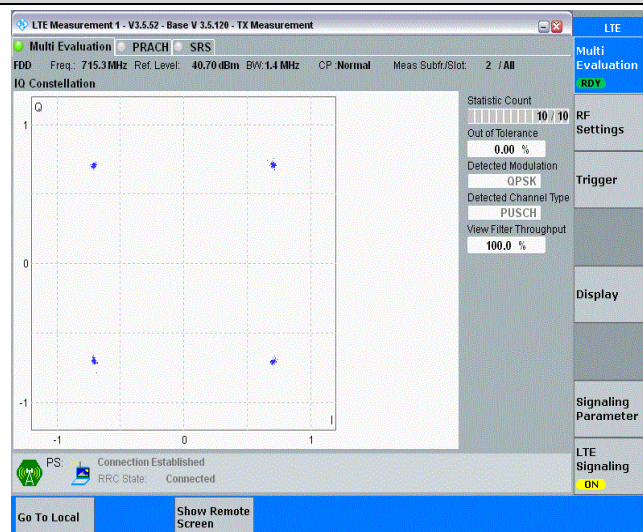 LTE Measurement 1 - V3.5.52 - Base V 3.5.120 - TX Measurement
LTE
Multi Evaluation PRACH SRS
FDD Freq.: 715.3 MHz Ref. Level: 40.70 dBm BW: 1.4 MHz CP: Normal Meas Subfr./Slot: 2 / All
IQ Constellation
Q
1
0
-1
-1 0 1
I
Statistic Count
10 / 10
Out of Tolerance
0.00 %
Detected Modulation
QPSK
Detected Channel Type
PUSCH
View Filter Throughput
100.0 %
Multi
Evaluation
RDY
RF
Settings
Trigger
Display
Signaling
Parameter
LTE
Signaling
ON
PS: Connection Established
RRC State: Connected
Go To Local
Show Remote
Screen